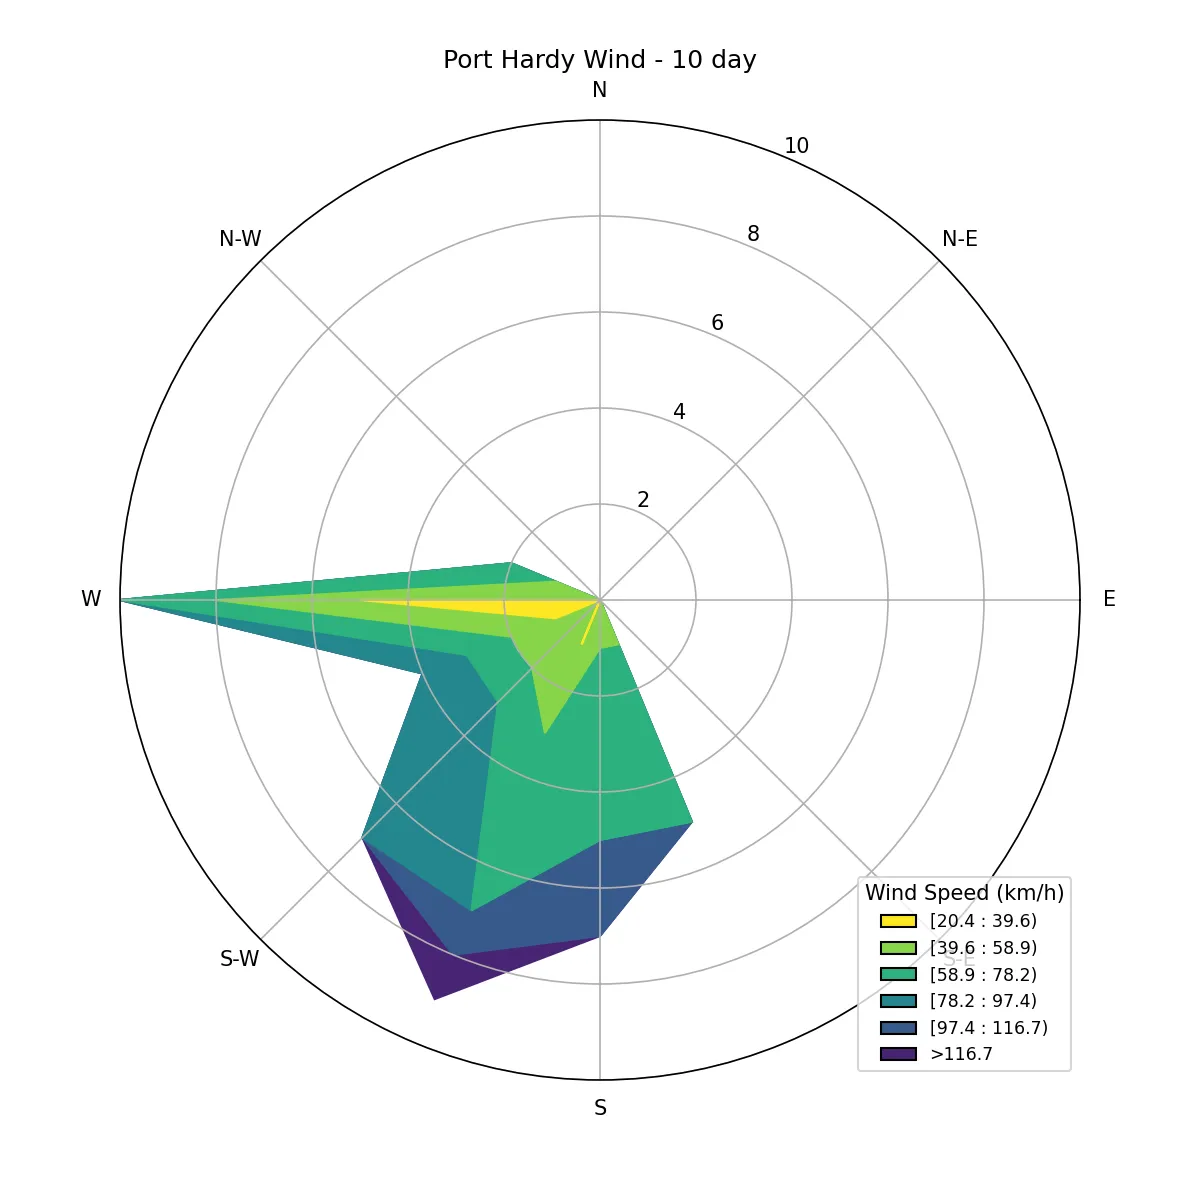 Port Hardy Wind - 10 day
N
10
N-W
N-E
8
6
4
2
W
E
Wind Speed (km/h)
[20.4 : 39.6)
[39.6 : 58.9)
S-W
S-E
[58.9 : 78.2)
[78.2 : 97.4)
[97.4 : 116.7)
>116.7
S